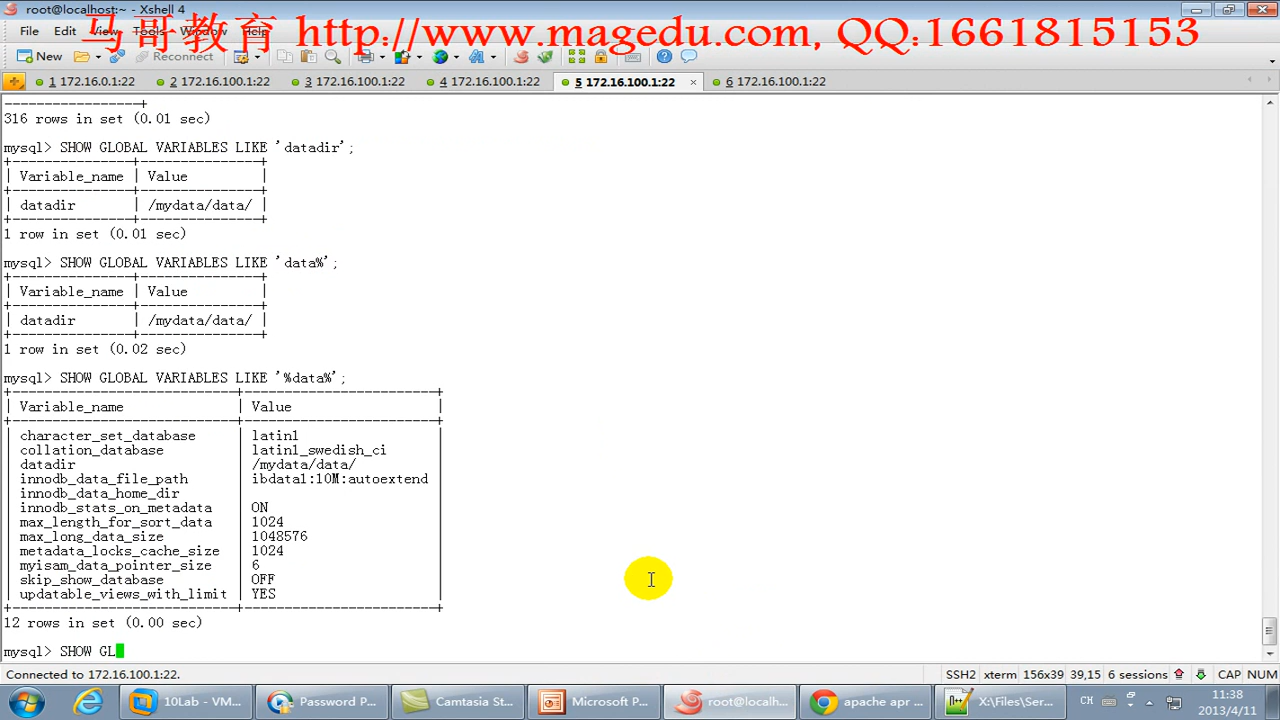 root@localhost:~ - Xshell 4
马哥教育 http://www.magedu.com, QQ:1661815153
File Edit View Tools Window Help
New Reconnect
1 172.16.0.1:22 2 172.16.100.1:22 3 172.16.100.1:22 4 172.16.100.1:22 5 172.16.100.1:22 × 6 172.16.100.1:22
-----------------+
316 rows in set (0.01 sec)
mysql> SHOW GLOBAL VARIABLES LIKE 'datadir';
+---------------+---------------+
| Variable_name | Value |
+---------------+---------------+
| datadir | /mydata/data/ |
+---------------+---------------+
1 row in set (0.01 sec)
mysql> SHOW GLOBAL VARIABLES LIKE 'data%';
+---------------+---------------+
| Variable_name | Value |
+---------------+---------------+
| datadir | /mydata/data/ |
+---------------+---------------+
1 row in set (0.02 sec)
mysql> SHOW GLOBAL VARIABLES LIKE '%data%';
+----------------------------+------------------------+
| Variable_name | Value |
+----------------------------+------------------------+
| character_set_database | latin1 |
| collation_database | latin1_swedish_ci |
| datadir | /mydata/data/ |
| innodb_data_file_path | ibdata1:10M:autoextend |
| innodb_data_home_dir | |
| innodb_stats_on_metadata | ON |
| max_length_for_sort_data | 1024 |
| max_long_data_size | 1048576 |
| metadata_locks_cache_size | 1024 |
| myisam_data_pointer_size | 6 |
| skip_show_database | OFF |
| updatable_views_with_limit | YES |
+----------------------------+------------------------+
12 rows in set (0.00 sec)
mysql> SHOW GL
Connected to 172.16.100.1:22. SSH2 xterm 156x39 39,15 6 sessions CAP NUM
10Lab - VM... Password P... Camtasia St... Microsoft P... root@localh... apache apr ... X:\Files\Ser... CH 11:38
2013/4/11